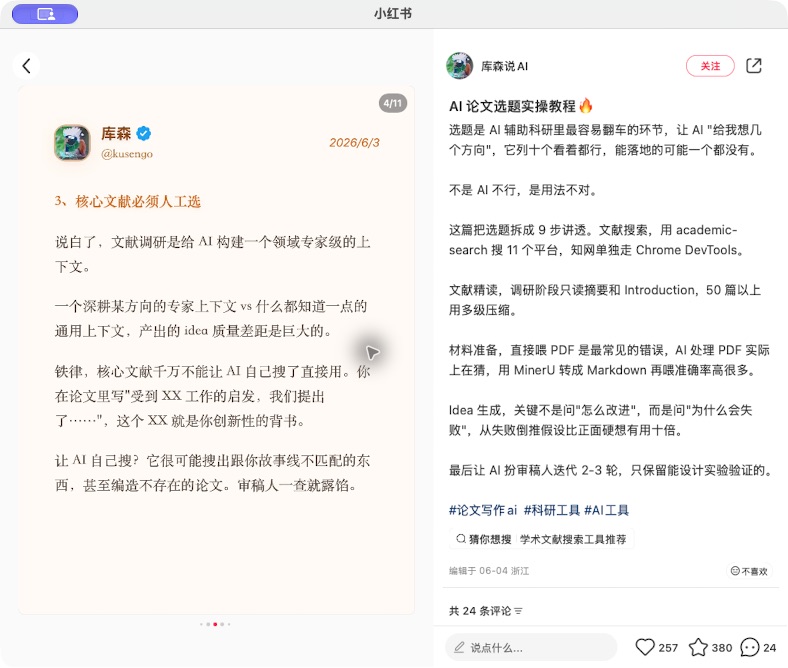 小红书
4/11
库森
@kusengo
2026/6/3
3、核心文献必须人工选
说白了，文献调研是给 AI 构建一个领域专家级的上
下文。
一个深耕某方向的专家上下文 vs 什么都知道一点的
通用上下文，产出的 idea 质量差距是巨大的。
铁律，核心文献千万不能让 AI 自己搜了直接用。你
在论文里写"受到 XX 工作的启发，我们提出
了……"，这个 XX 就是你创新性的背书。
让 AI 自己搜？它很可能搜出跟你故事线不匹配的东
西，甚至编造不存在的论文。审稿人一查就露馅。
库森说AI
关注
AI 论文选题实操教程🔥
选题是 AI 辅助科研里最容易翻车的环节，让 AI "给我想几
个方向"，它列十个看着都行，能落地的可能一个都没有。
不是 AI 不行，是用法不对。
这篇把选题拆成 9 步讲透。文献搜索，用 academic-
search 搜 11 个平台，知网单独走 Chrome DevTools。
文献精读，调研阶段只读摘要和 Introduction，50 篇以上
用多级压缩。
材料准备，直接喂 PDF 是最常见的错误，AI 处理 PDF 实际
上在猜，用 MinerU 转成 Markdown 再喂准确率高很多。
Idea 生成，关键不是问"怎么改进"，而是问"为什么会失
败"，从失败倒推假设比正面硬想有用十倍。
最后让 AI 扮审稿人迭代 2-3 轮，只保留能设计实验验证的。
#论文写作ai #科研工具 #AI工具
猜你想搜 学术文献搜索工具推荐
编辑于 06-04 浙江
不喜欢
共 24 条评论
说点什么...
257
380
24